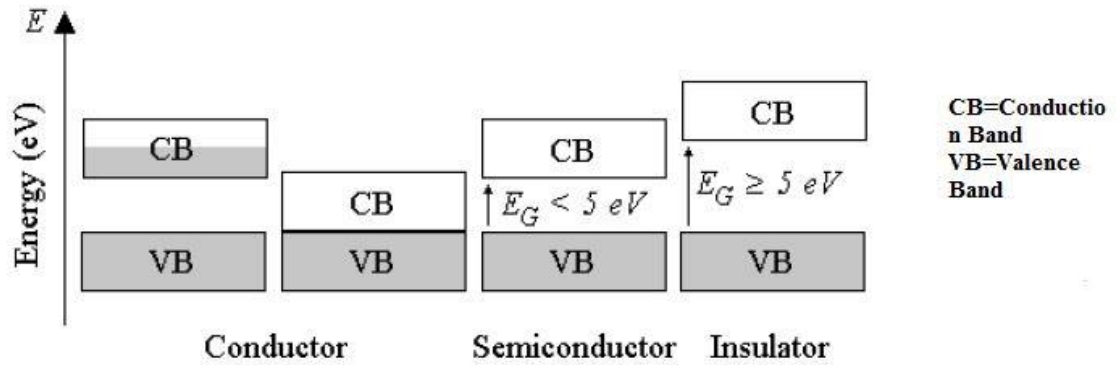 E
Energy (eV)
CB
VB
CB
VB
CB
E_G < 5 eV
VB
CB
E_G ≥ 5 eV
VB
Conductor
Semiconductor
Insulator
CB=Conductio
n Band
VB=Valence
Band